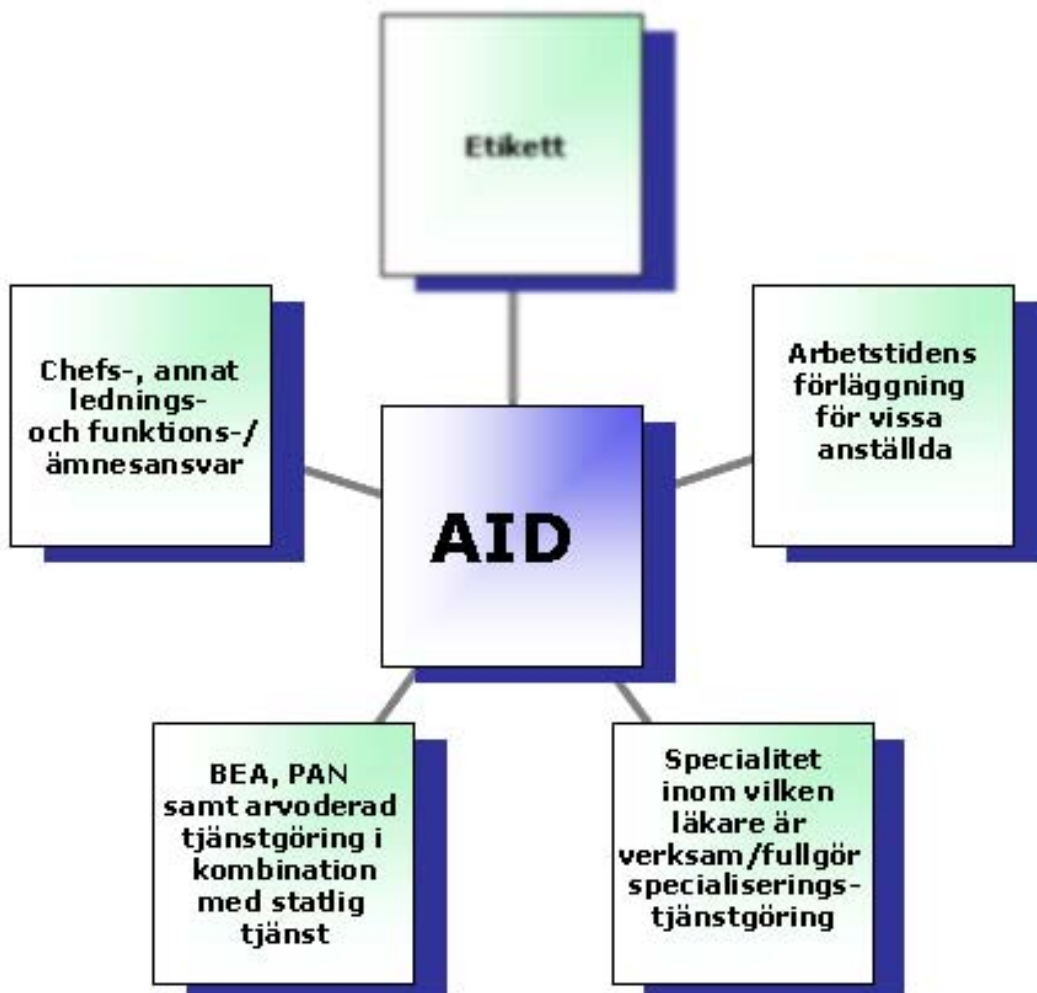 Etikett
Chefs-, annat
lednings-
och funktions-/
ämnesansvar
Arbetstidens
förläggning
för vissa
anställda
AID
BEA, PAN
samt arvoderad
tjänstgöring i
kombination
med statlig
tjänst
Specialitet
inom vilken
läkare är
verksam/fullgör
specialiserings-
tjänstgöring